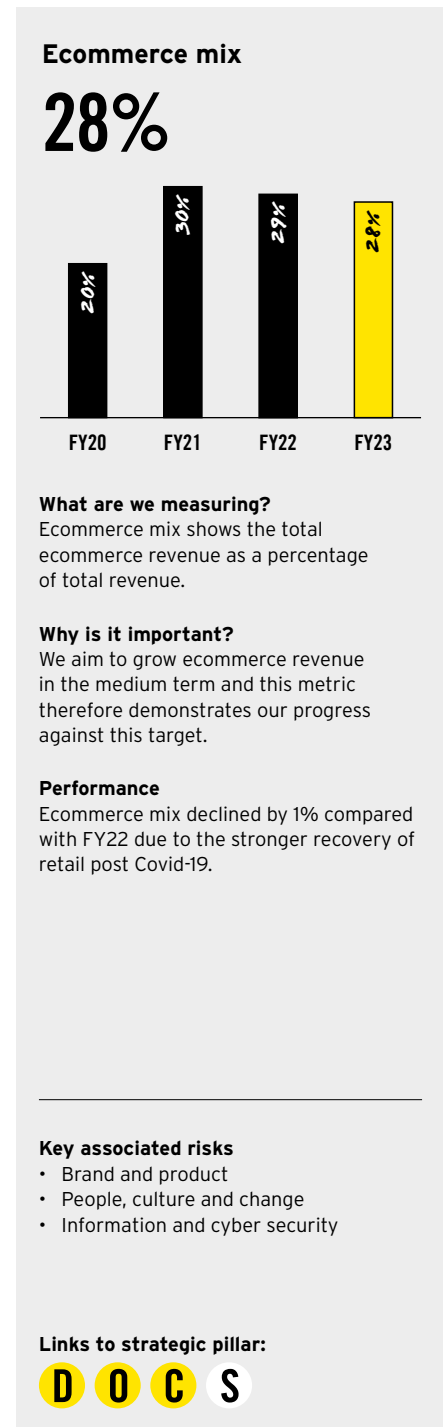 Ecommerce mix
28%
20%
30%
29%
28%
FY20 FY21 FY22 FY23
What are we measuring?
Ecommerce mix shows the total
ecommerce revenue as a percentage
of total revenue.
Why is it important?
We aim to grow ecommerce revenue
in the medium term and this metric
therefore demonstrates our progress
against this target.
Performance
Ecommerce mix declined by 1% compared
with FY22 due to the stronger recovery of
retail post Covid-19.
Key associated risks
• Brand and product
• People, culture and change
• Information and cyber security
Links to strategic pillar:
D O C S